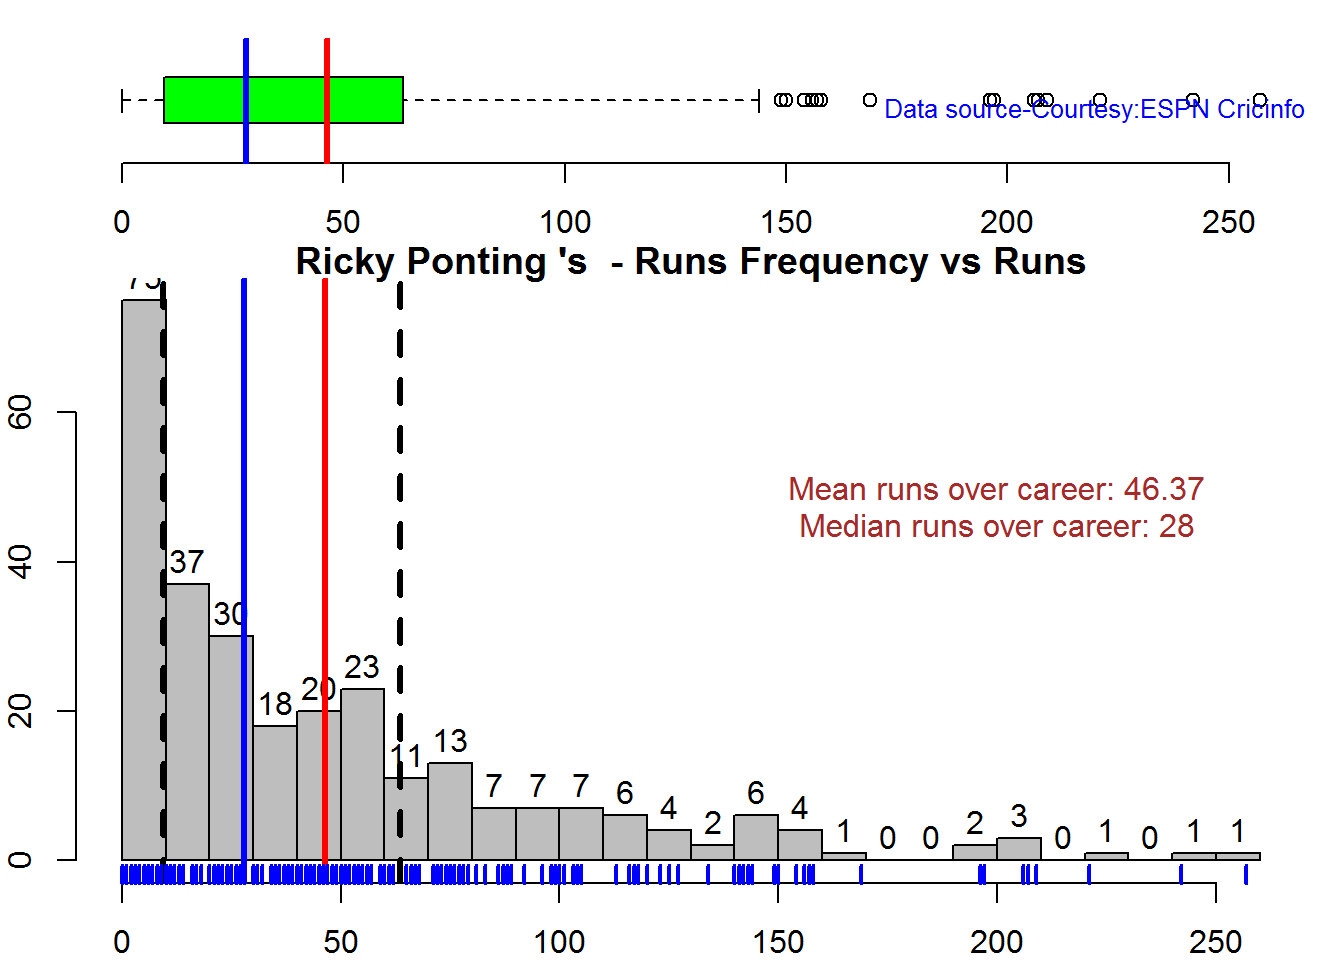 Data source-Courtesy:ESPN Cricinfo
0 50 100 150 200 250
Ricky Ponting 's - Runs Frequency vs Runs
75
60
Mean runs over career: 46.37
Median runs over career: 28
40
37
30
23
20
18 20
11 13
7 7 7 6 4 2 6 4 1 0 0 2 3 0 1 0 1 1
0
0 50 100 150 200 250